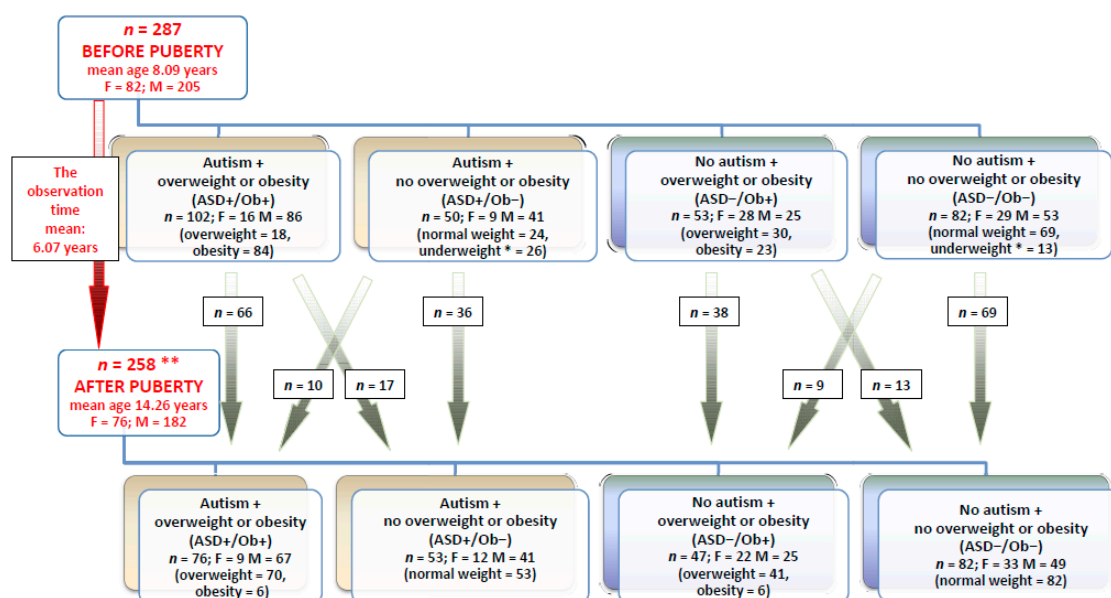 n = 287
BEFORE PUBERTY
mean age 8.09 years
F = 82; M = 205
The
observation
time
mean:
6.07 years
Autism +
overweight or obesity
(ASD+/Ob+)
n = 102; F = 16 M = 86
(overweight = 18,
obesity = 84)
Autism +
no overweight or obesity
(ASD+/Ob−)
n = 50; F = 9 M = 41
(normal weight = 24,
underweight * = 26)
No autism +
overweight or obesity
(ASD−/Ob+)
n = 53; F = 28 M = 25
(overweight = 30,
obesity = 23)
No autism +
no overweight or obesity
(ASD−/Ob−)
n = 82; F = 29 M = 53
(normal weight = 69,
underweight * = 13)
n = 66
n = 36
n = 38
n = 69
n = 10
n = 17
n = 9
n = 13
n = 258 **
AFTER PUBERTY
mean age 14.26 years
F = 76; M = 182
Autism +
overweight or obesity
(ASD+/Ob+)
n = 76; F = 9 M = 67
(overweight = 70,
obesity = 6)
Autism +
no overweight or obesity
(ASD+/Ob−)
n = 53; F = 12 M = 41
(normal weight = 53)
No autism +
overweight or obesity
(ASD−/Ob+)
n = 47; F = 22 M = 25
(overweight = 41,
obesity = 6)
No autism +
no overweight or obesity
(ASD−/Ob−)
n = 82; F = 33 M = 49
(normal weight = 82)